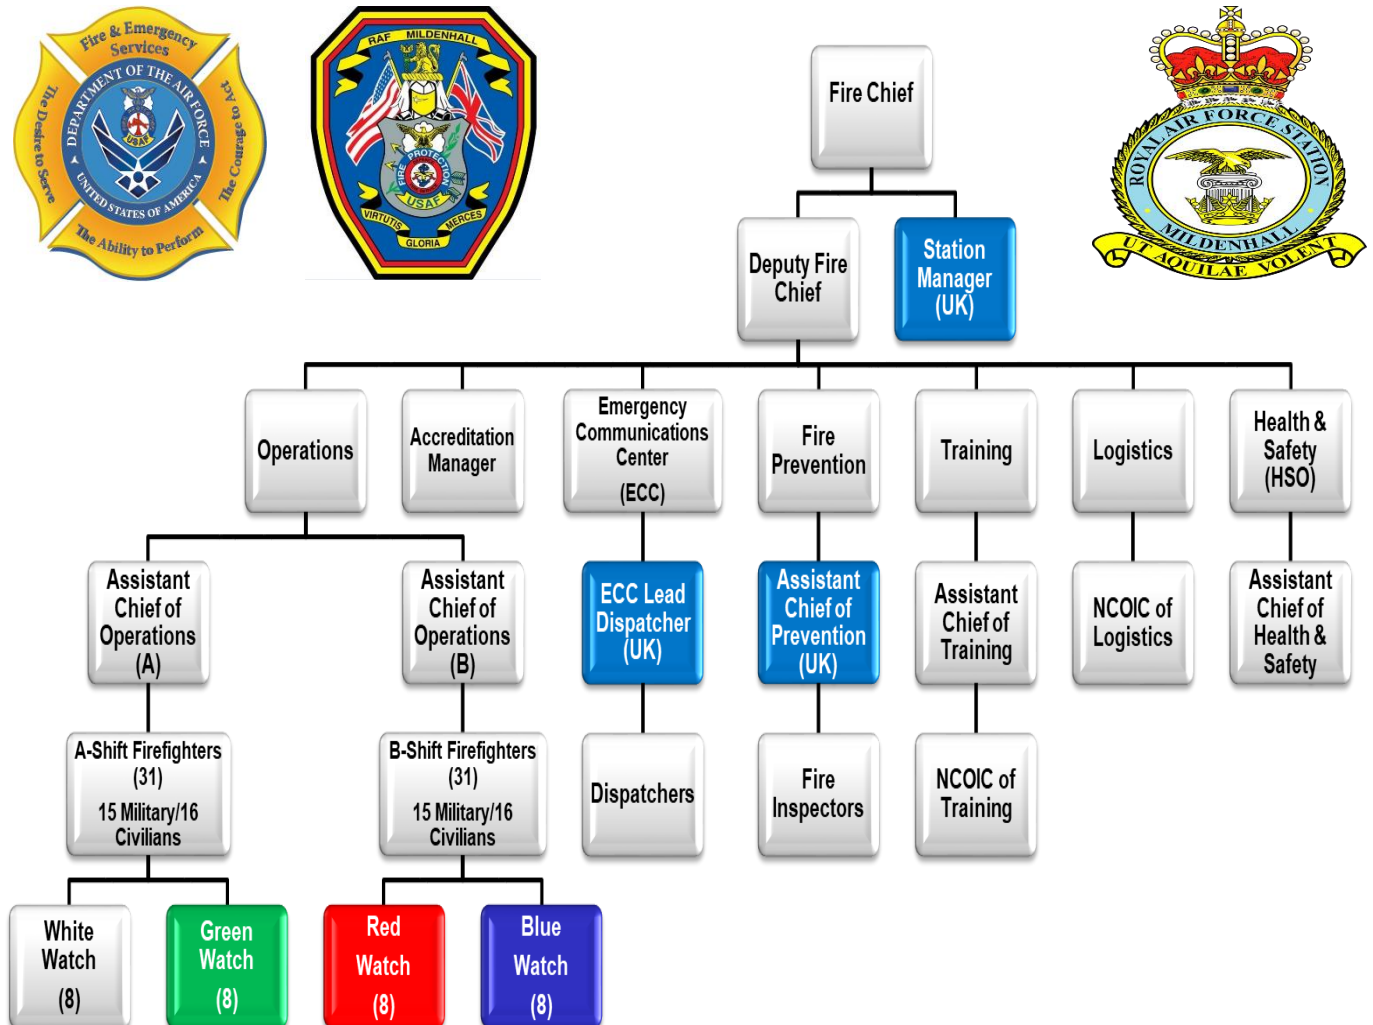 Fire & Emergency
Services
The Desire to Serve
The Courage to Act
The Ability to Perform
DEPARTMENT OF THE AIR FORCE
UNITED STATES OF AMERICA
USAF
RAF MILDENHALL
FIRE PROTECTION
USAF
VIRTUTIS
GLORIA
MERCES
ROYAL AIR FORCE STATION
MILDENHALL
UT AQUILAE VOLENT
Fire Chief
Deputy Fire
Chief
Station
Manager
(UK)
Operations
Accreditation
Manager
Emergency
Communications
Center
(ECC)
Fire
Prevention
Training
Logistics
Health &
Safety
(HSO)
Assistant
Chief of
Operations
(A)
Assistant
Chief of
Operations
(B)
ECC Lead
Dispatcher
(UK)
Assistant
Chief of
Prevention
(UK)
Assistant
Chief of
Training
NCOIC of
Logistics
Assistant
Chief of
Health &
Safety
A-Shift Firefighters
(31)
15 Military/16
Civilians
B-Shift Firefighters
(31)
15 Military/16
Civilians
Dispatchers
Fire
Inspectors
NCOIC of
Training
White
Watch
(8)
Green
Watch
(8)
Red
Watch
(8)
Blue
Watch
(8)